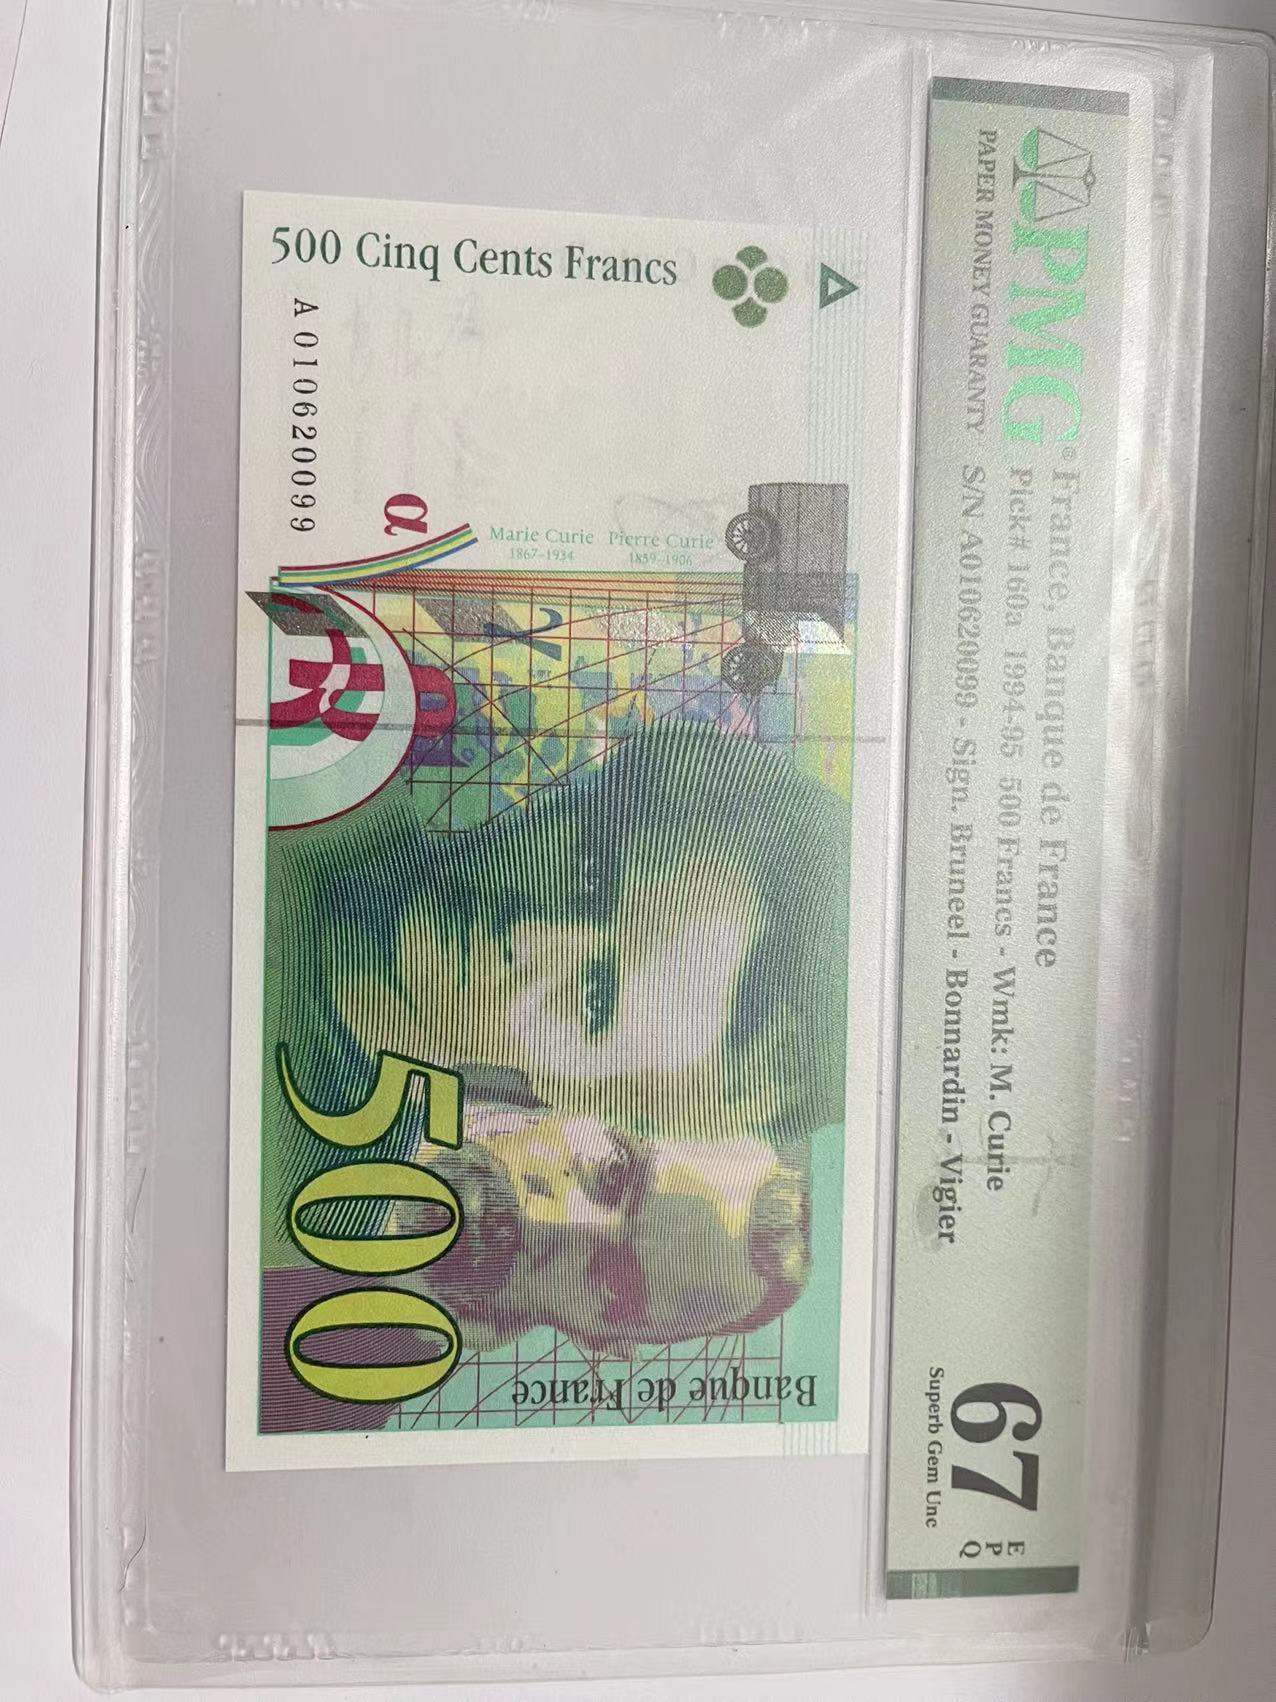 PMG®
PAPER MONEY GUARANTY
France, Banque de France
Pick# 160a 1994-95 500 Francs - Wmk: M. Curie
S/N A010620099 - Sign. Bruneel - Bonnardin - Vigier
67
EPQ
Superb Gem Unc
500 Cinq Cents Francs
A 010620099
α
Marie Curie
1867-1934
Pierre Curie
1859-1906
γ
500
Banque de France